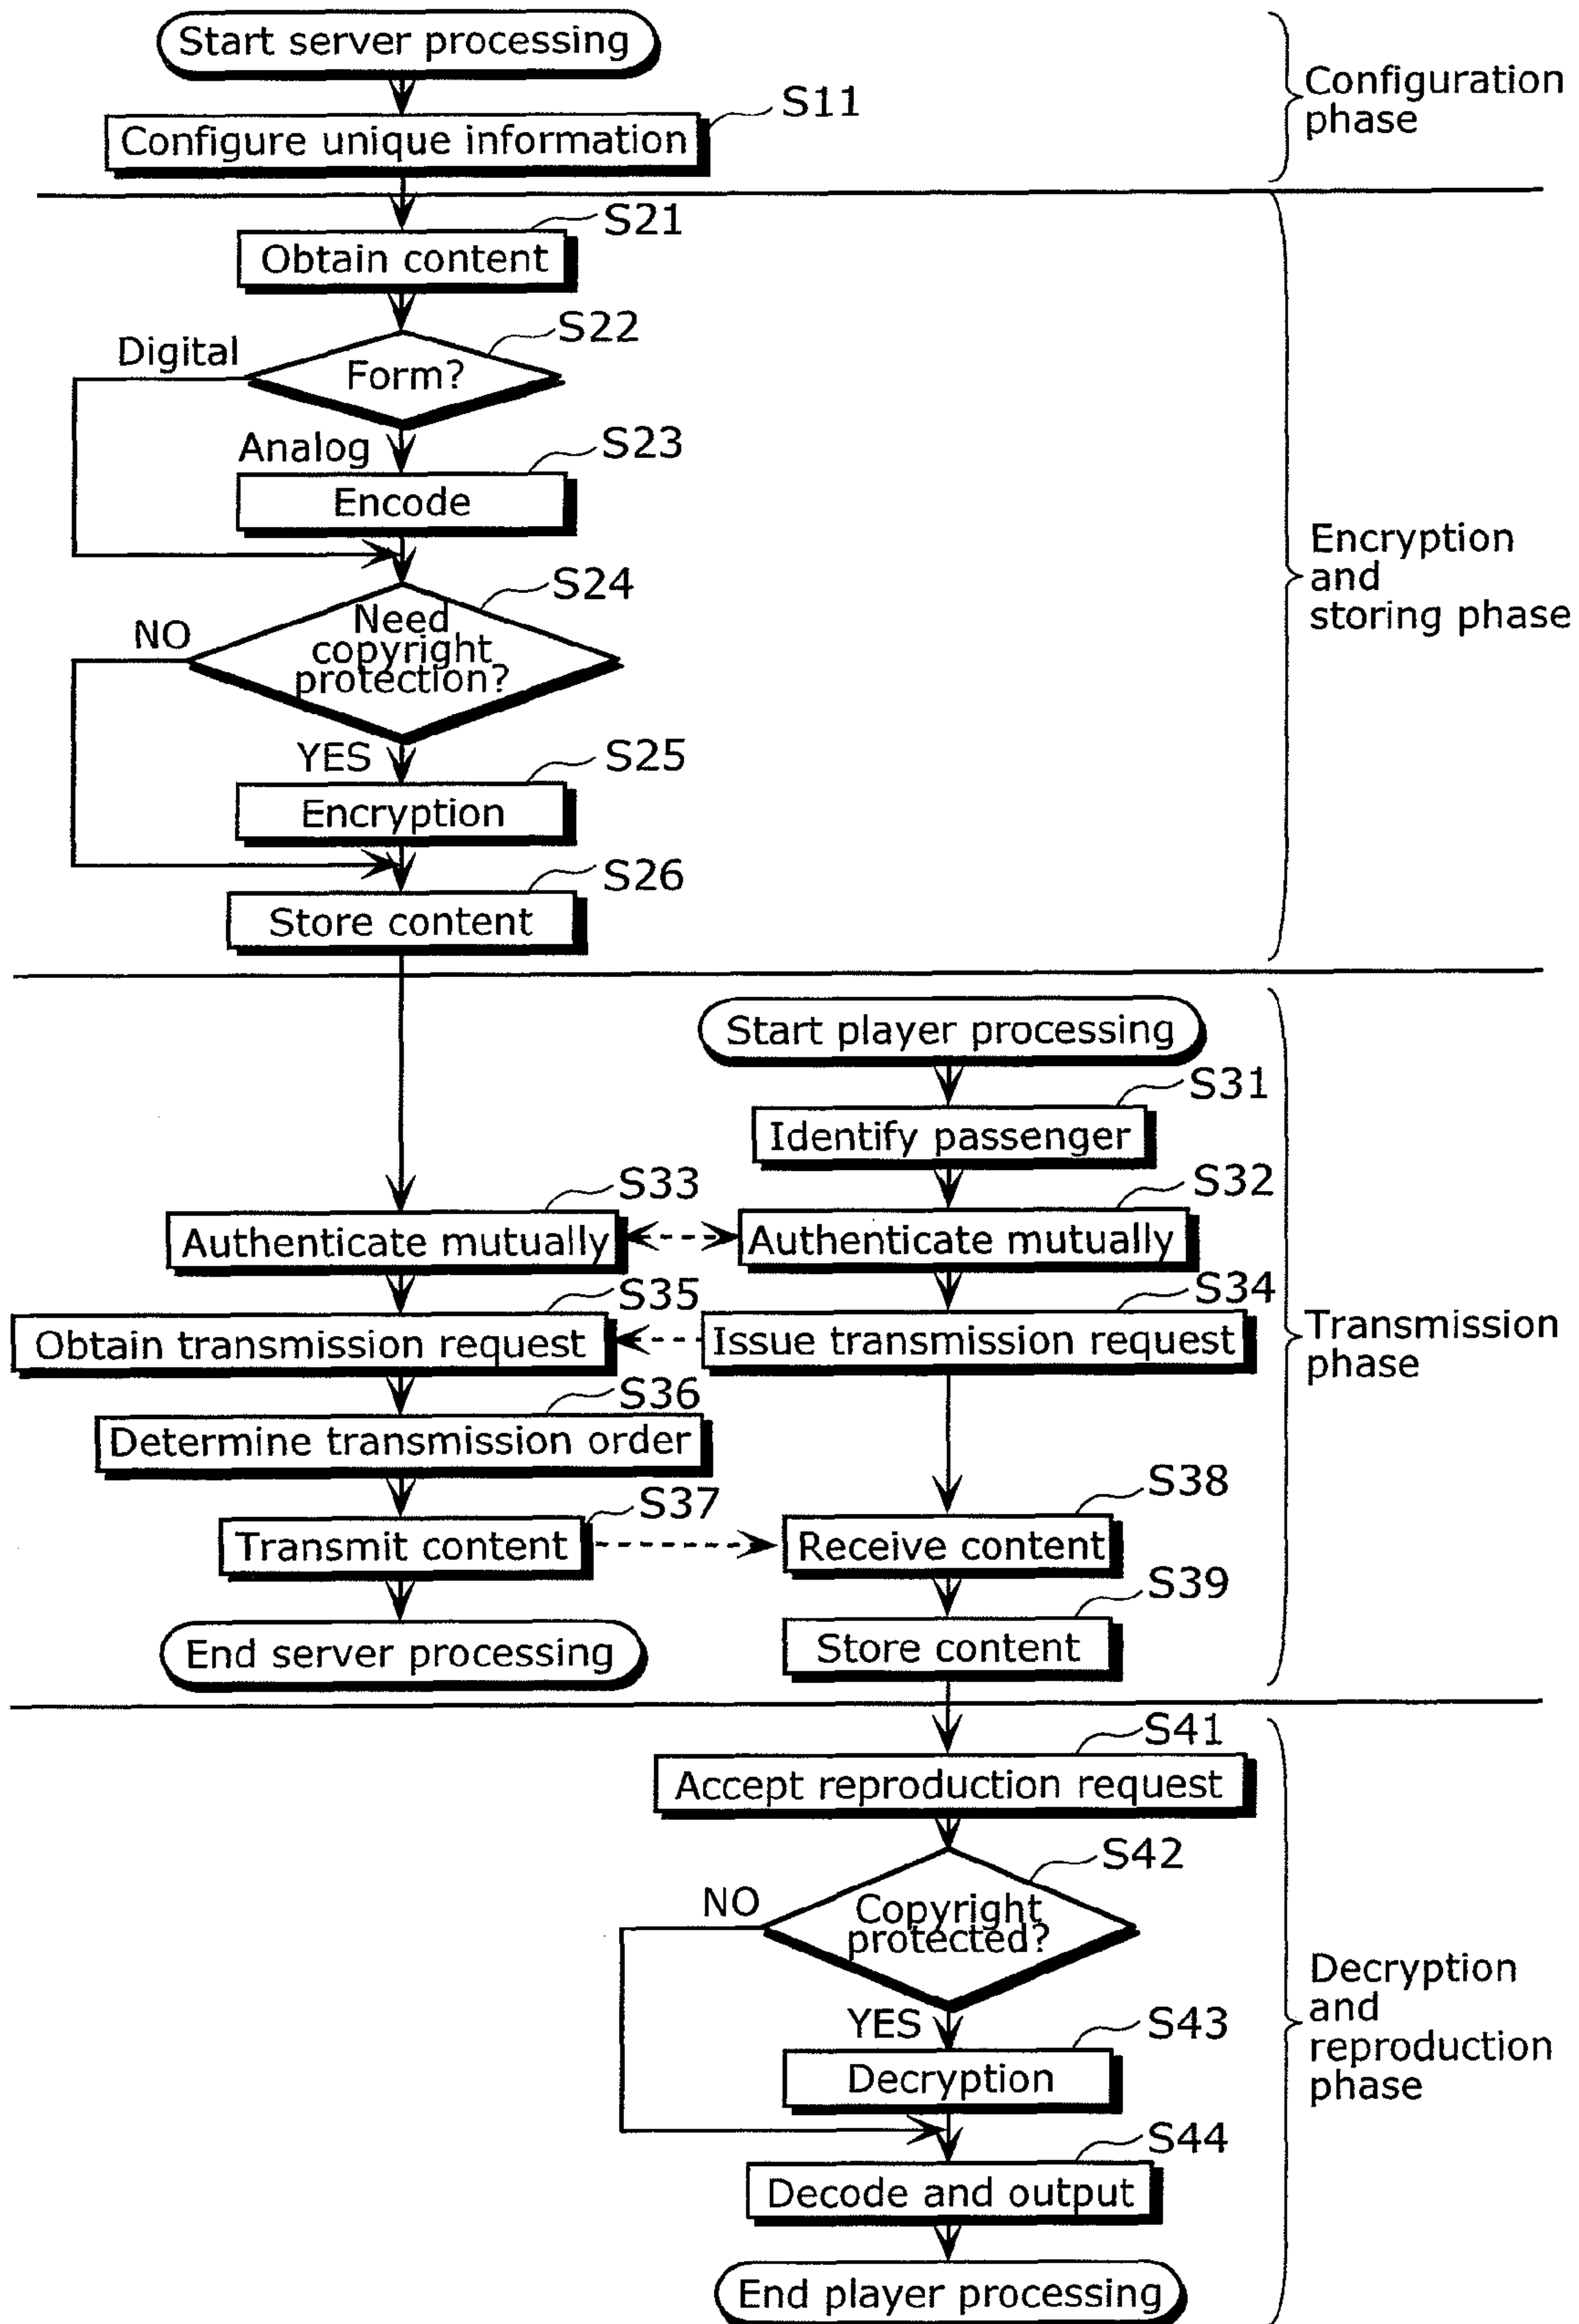 Start server processing
S11
Configure unique information
Configuration
phase
S21
Obtain content
S22
Digital
Form?
Analog
S23
Encode
S24
NO
Need
copyright
protection?
YES
S25
Encryption
S26
Store content
Encryption
and
storing phase
Start player processing
S31
Identify passenger
S33
S32
Authenticate mutually
Authenticate mutually
S35
S34
Obtain transmission request
Issue transmission request
S36
Determine transmission order
S37
S38
Transmit content
Receive content
S39
End server processing
Store content
Transmission
phase
S41
Accept reproduction request
S42
NO
Copyright
protected?
YES
S43
Decryption
S44
Decode and output
End player processing
Decryption
and
reproduction
phase